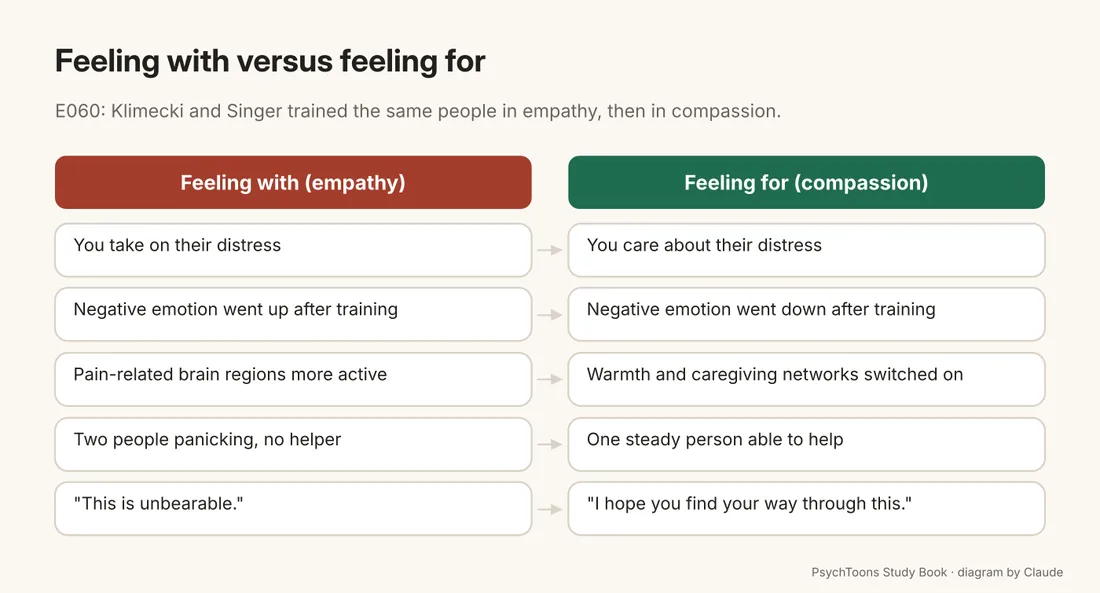 Feeling with versus feeling for
E060: Klimecki and Singer trained the same people in empathy, then in compassion.
Feeling with (empathy)
Feeling for (compassion)
You take on their distress
You care about their distress
Negative emotion went up after training
Negative emotion went down after training
Pain-related brain regions more active
Warmth and caregiving networks switched on
Two people panicking, no helper
One steady person able to help
"This is unbearable."
"I hope you find your way through this."
PsychToons Study Book · diagram by Claude